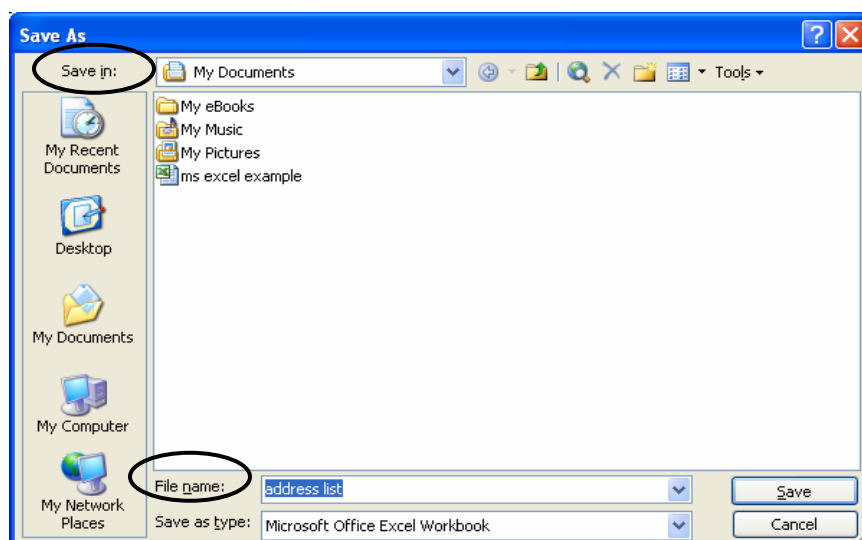 Save As
Save in:
My Documents
Tools
My Recent
Documents
Desktop
My Documents
My Computer
My Network
Places
My eBooks
My Music
My Pictures
ms excel example
File name:
address list
Save
Save as type:
Microsoft Office Excel Workbook
Cancel